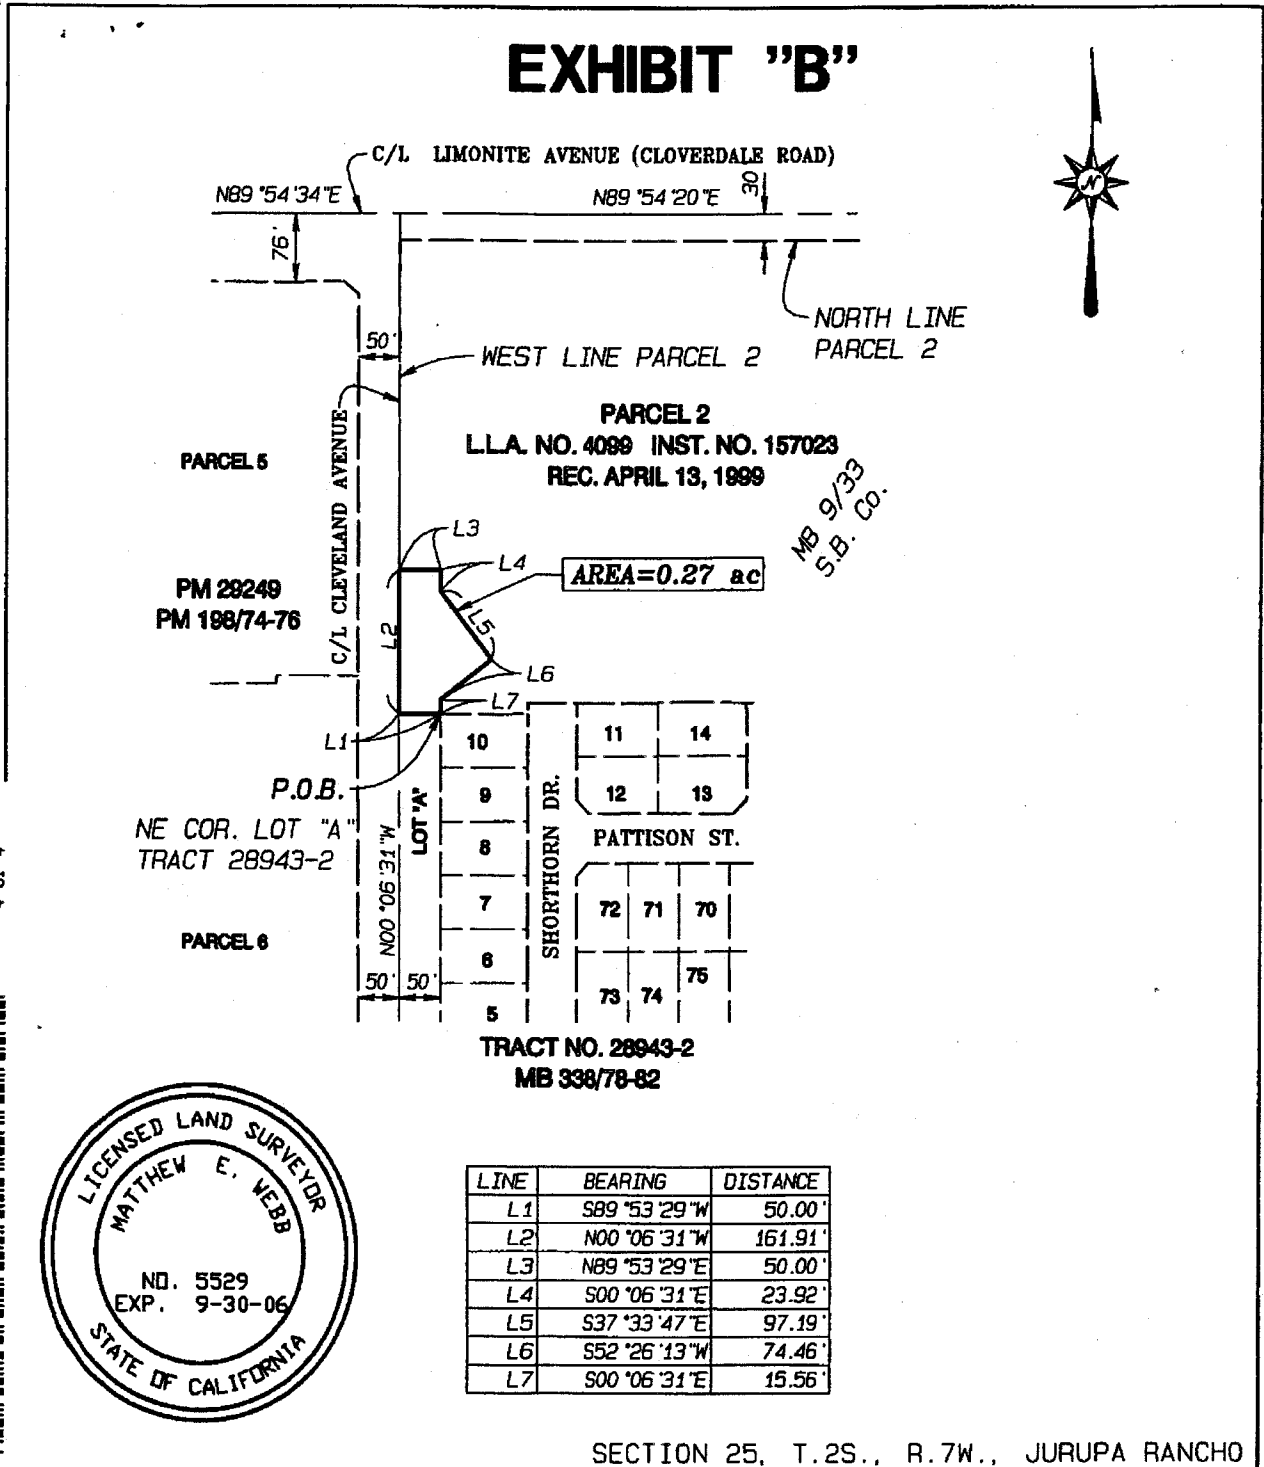 EXHIBIT "B"
C/L LIMONITE AVENUE (CLOVERDALE ROAD)
N89°54'34"E
N89°54'20"E
30'
76'
N
NORTH LINE
PARCEL 2
50'
WEST LINE PARCEL 2
PARCEL 2
L.L.A. NO. 4099 INST. NO. 157023
REC. APRIL 13, 1999
PARCEL 5
C/L CLEVELAND AVENUE
MB 9/33
S.B. CO.
L3
L4
AREA=0.27 ac
PM 29249
PM 198/74-76
L2
L5
L6
L7
L1
P.O.B.
NE COR. LOT "A"
TRACT 28943-2
N00°06'31"W
LOT "A"
10
9
8
7
6
5
SHORTHORN DR.
11
14
12
13
PATTISON ST.
72
71
70
73
74
75
PARCEL 6
50'
50'
TRACT NO. 28943-2
MB 338/78-82
LICENSED LAND SURVEYOR
MATTHEW E. WEBB
NO. 5529
EXP. 9-30-06
STATE OF CALIFORNIA
LINE BEARING DISTANCE
L1 S89°53'29"W 50.00'
L2 N00°06'31"W 161.91'
L3 N89°53'29"E 50.00'
L4 S00°06'31"E 23.92'
L5 S37°33'47"E 97.19'
L6 S52°26'13"W 74.46'
L7 S00°06'31"E 15.56'
SECTION 25, T.2S., R.7W., JURUPA RANCHO